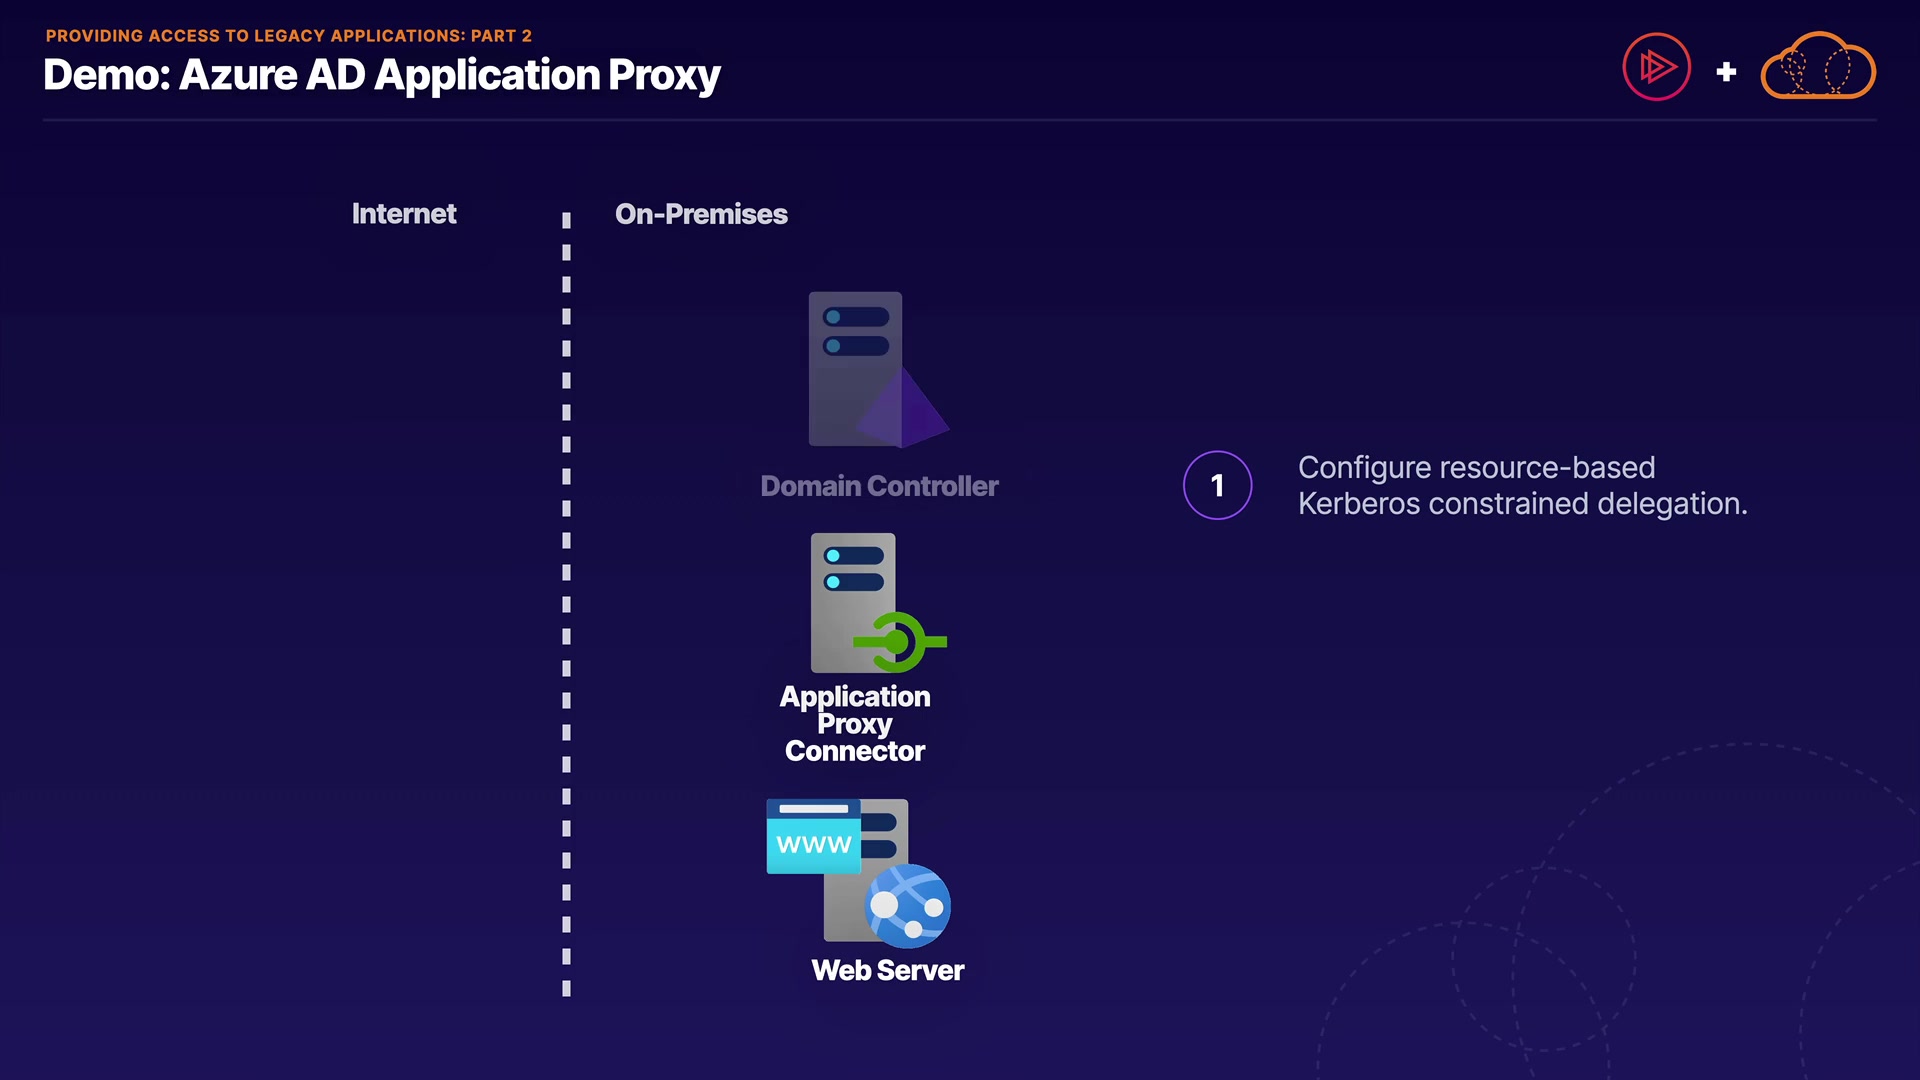 PROVIDING ACCESS TO LEGACY APPLICATIONS: PART 2
Demo: Azure AD Application Proxy
Internet
On-Premises
Domain Controller
1
Configure resource-based
Kerberos constrained delegation.
Application
Proxy
Connector
WWW
Web Server